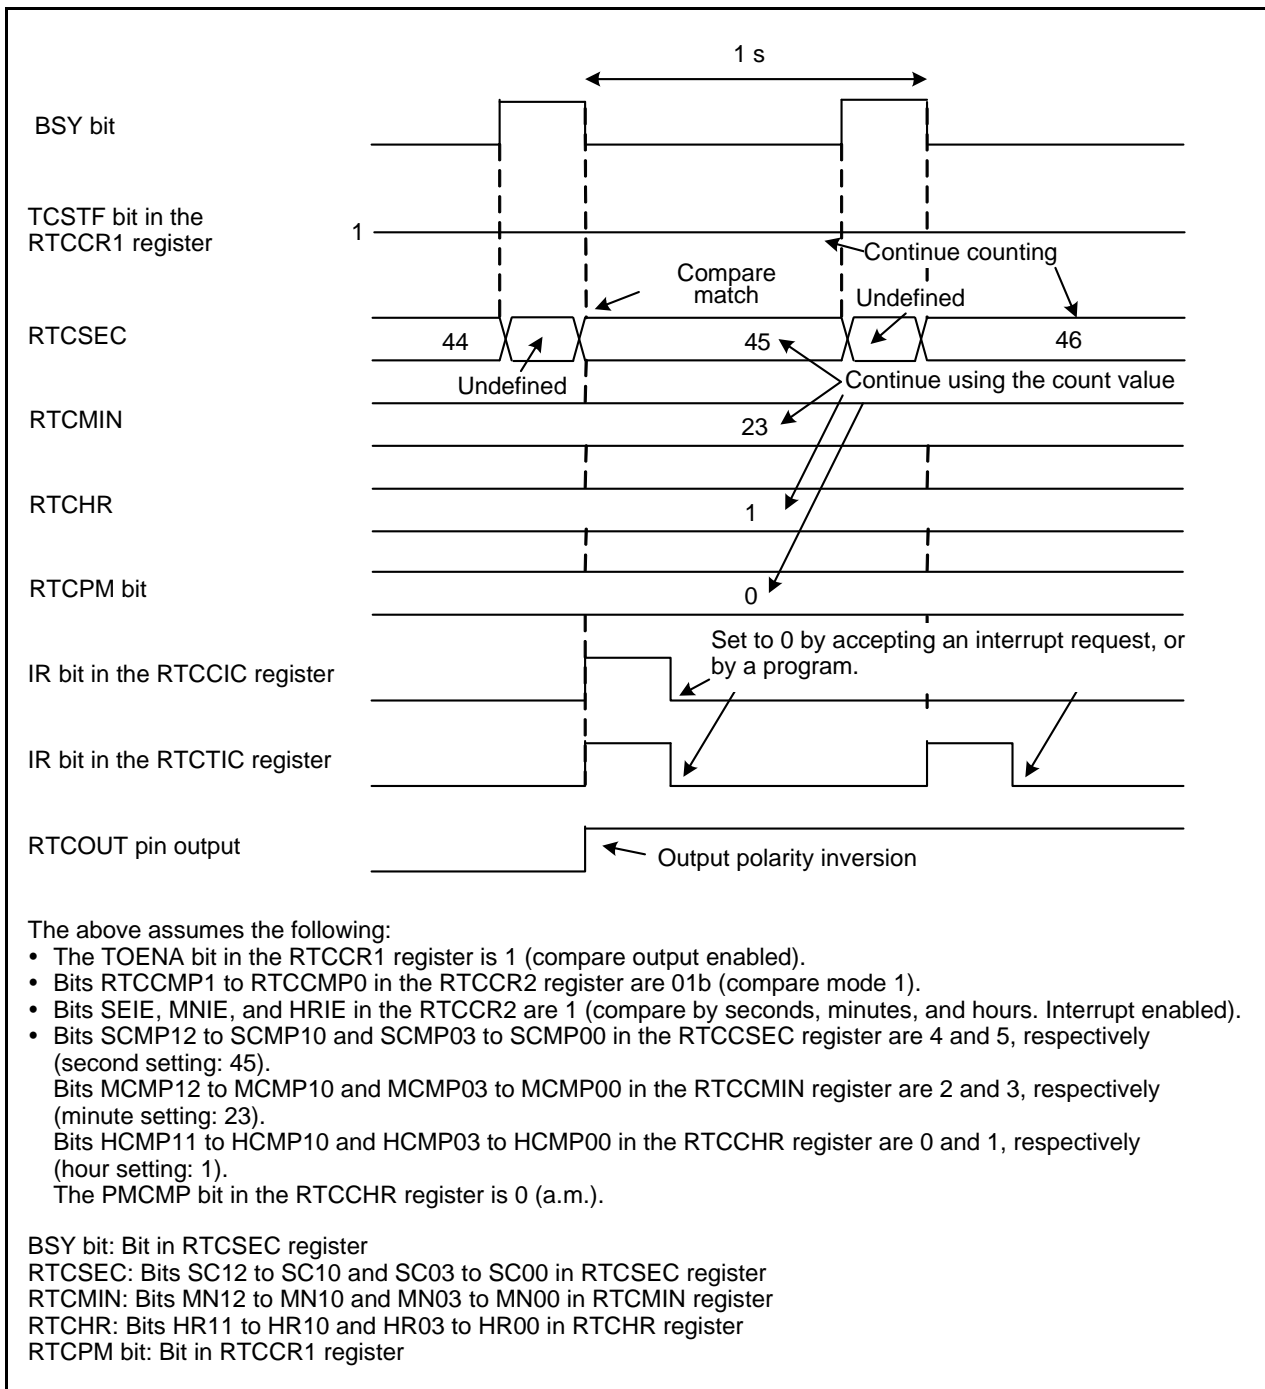 1 s
BSY bit
TCSTF bit in the
RTCCR1 register
1
Continue counting
Compare
match
Undefined
RTCSEC
44
45
46
Undefined
Continue using the count value
RTCMIN
23
RTCHR
1
RTCPM bit
0
Set to 0 by accepting an interrupt request, or
by a program.
IR bit in the RTCCIC register
IR bit in the RTCTIC register
RTCOUT pin output
Output polarity inversion
The above assumes the following:
• The TOENA bit in the RTCCR1 register is 1 (compare output enabled).
• Bits RTCCMP1 to RTCCMP0 in the RTCCR2 register are 01b (compare mode 1).
• Bits SEIE, MNIE, and HRIE in the RTCCR2 are 1 (compare by seconds, minutes, and hours. Interrupt enabled).
• Bits SCMP12 to SCMP10 and SCMP03 to SCMP00 in the RTCCSEC register are 4 and 5, respectively
(second setting: 45).
Bits MCMP12 to MCMP10 and MCMP03 to MCMP00 in the RTCCMIN register are 2 and 3, respectively
(minute setting: 23).
Bits HCMP11 to HCMP10 and HCMP03 to HCMP00 in the RTCCHR register are 0 and 1, respectively
(hour setting: 1).
The PMCMP bit in the RTCCHR register is 0 (a.m.).
BSY bit: Bit in RTCSEC register
RTCSEC: Bits SC12 to SC10 and SC03 to SC00 in RTCSEC register
RTCMIN: Bits MN12 to MN10 and MN03 to MN00 in RTCMIN register
RTCHR: Bits HR11 to HR10 and HR03 to HR00 in RTCHR register
RTCPM bit: Bit in RTCCR1 register